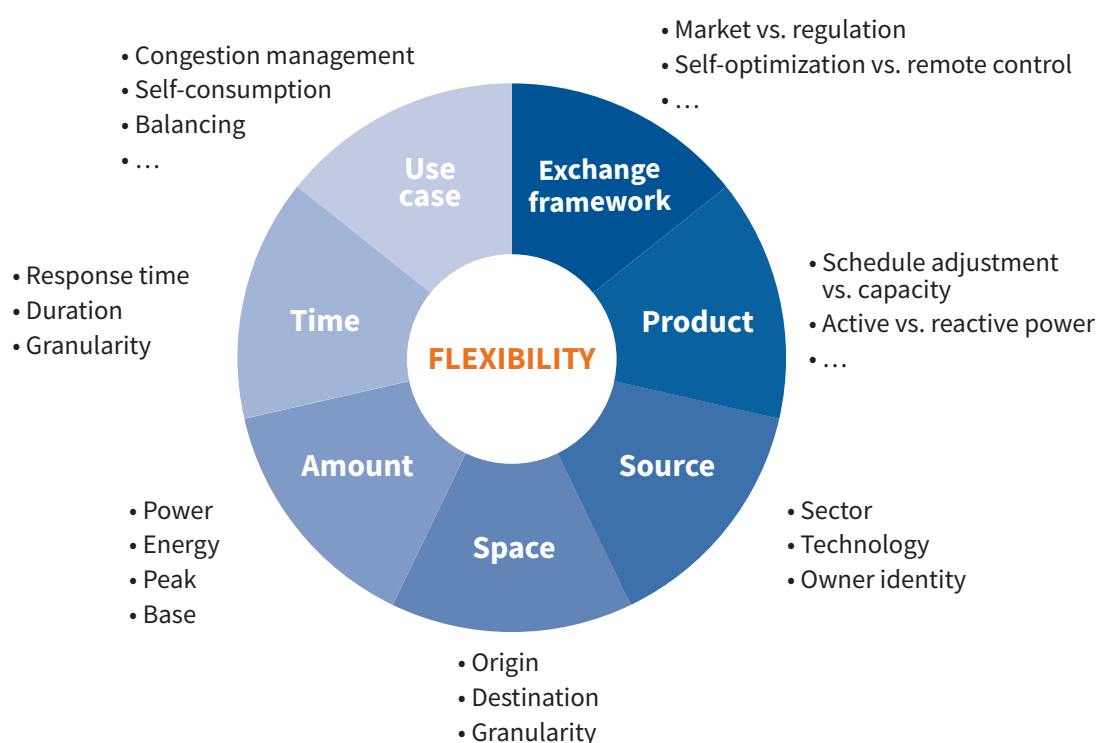 • Market vs. regulation
• Self-optimization vs. remote control
• …
• Congestion management
• Self-consumption
• Balancing
• …
Use
case
Exchange
framework
• Response time
• Duration
• Granularity
Time
FLEXIBILITY
Product
• Schedule adjustment
vs. capacity
• Active vs. reactive power
• …
Amount
Source
Space
• Power
• Energy
• Peak
• Base
• Sector
• Technology
• Owner identity
• Origin
• Destination
• Granularity